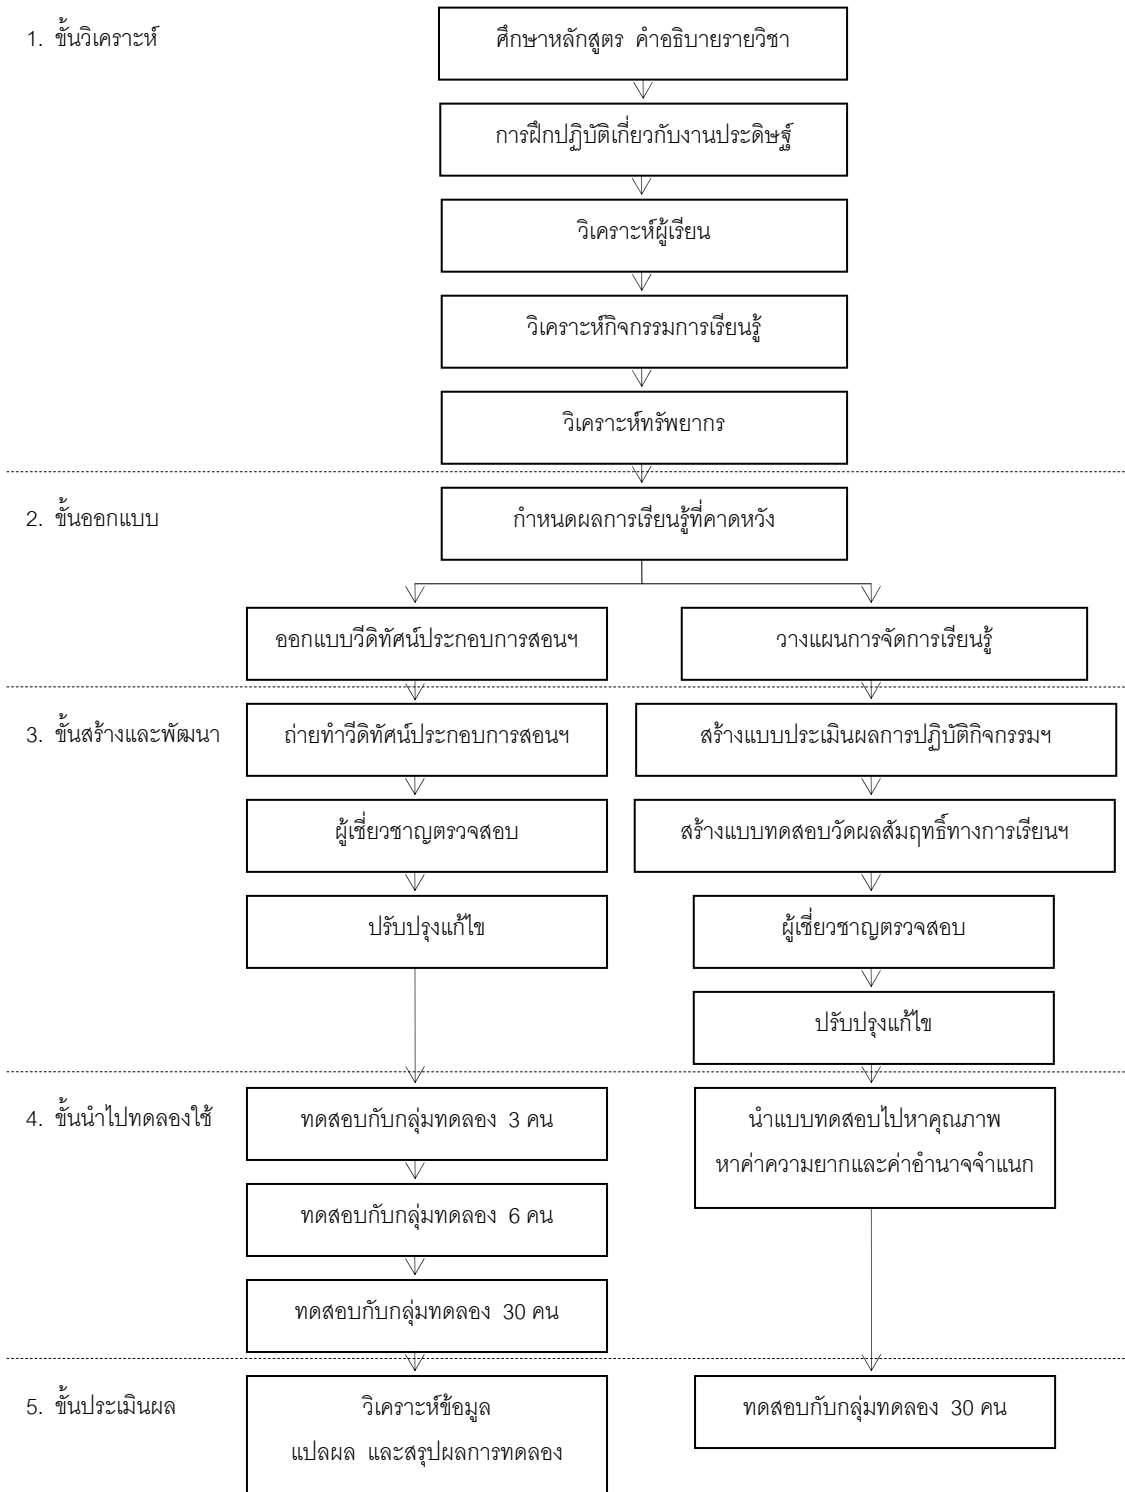 1. ขั้นวิเคราะห์
ศึกษาหลักสูตร คำอธิบายรายวิชา
การฝึกปฏิบัติเกี่ยวกับงานประดิษฐ์
วิเคราะห์ผู้เรียน
วิเคราะห์กิจกรรมการเรียนรู้
วิเคราะห์ทรัพยากร
2. ขั้นออกแบบ
กำหนดผลการเรียนรู้ที่คาดหวัง
ออกแบบวีดิทัศน์ประกอบการสอนฯ
วางแผนการจัดการเรียนรู้
3. ขั้นสร้างและพัฒนา
ถ่ายทำวีดิทัศน์ประกอบการสอนฯ
สร้างแบบประเมินผลการปฏิบัติกิจกรรมฯ
ผู้เชี่ยวชาญตรวจสอบ
สร้างแบบทดสอบวัดผลสัมฤทธิ์ทางการเรียนฯ
ปรับปรุงแก้ไข
ผู้เชี่ยวชาญตรวจสอบ
ปรับปรุงแก้ไข
4. ขั้นนำไปทดลองใช้
ทดสอบกับกลุ่มทดลอง 3 คน
นำแบบทดสอบไปหาคุณภาพ
หาค่าความยากและค่าอำนาจจำแนก
ทดสอบกับกลุ่มทดลอง 6 คน
ทดสอบกับกลุ่มทดลอง 30 คน
5. ขั้นประเมินผล
วิเคราะห์ข้อมูล
แปลผล และสรุปผลการทดลอง
ทดสอบกับกลุ่มทดลอง 30 คน